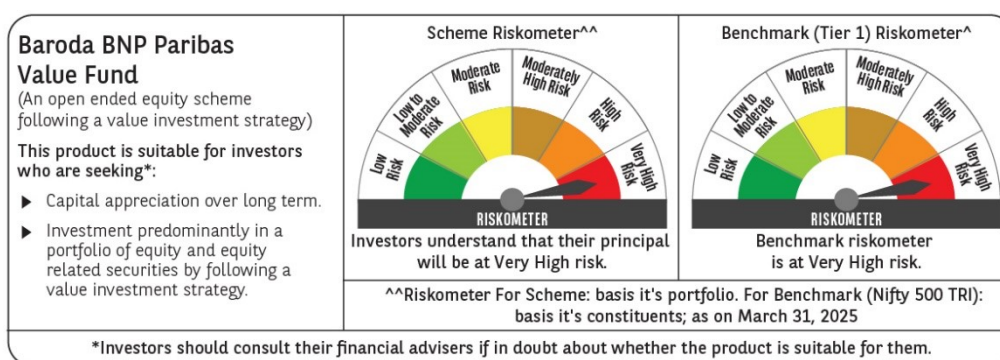 Baroda BNP Paribas
Value Fund
(An open ended equity scheme
following a value investment strategy)
This product is suitable for investors
who are seeking*:
▶ Capital appreciation over long term.
▶ Investment predominantly in a
portfolio of equity and equity
related securities by following a
value investment strategy.
Scheme Riskometer^^
Low
Risk
Low to
Moderate
Risk
Moderate
Risk
Moderately
High Risk
High
Risk
Very High
Risk
RISKOMETER
Investors understand that their principal
will be at Very High risk.
Benchmark (Tier 1) Riskometer^
Low
Risk
Low to
Moderate
Risk
Moderate
Risk
Moderately
High Risk
High
Risk
Very High
Risk
RISKOMETER
Benchmark riskometer
is at Very High risk.
^^Riskometer For Scheme: basis it's portfolio. For Benchmark (Nifty 500 TRI):
basis it's constituents; as on March 31, 2025
*Investors should consult their financial advisers if in doubt about whether the product is suitable for them.